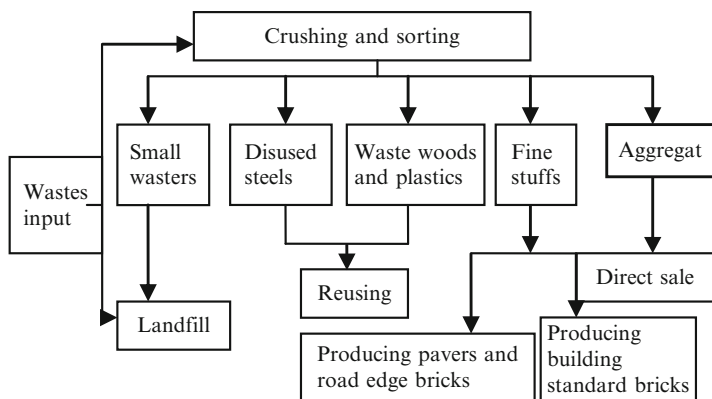 Crushing and sorting
Small
wasters
Disused
steels
Waste woods
and plastics
Fine
stuffs
Aggregat
Wastes
input
Reusing
Direct sale
Landfill
Producing pavers and
road edge bricks
Producing
building
standard bricks